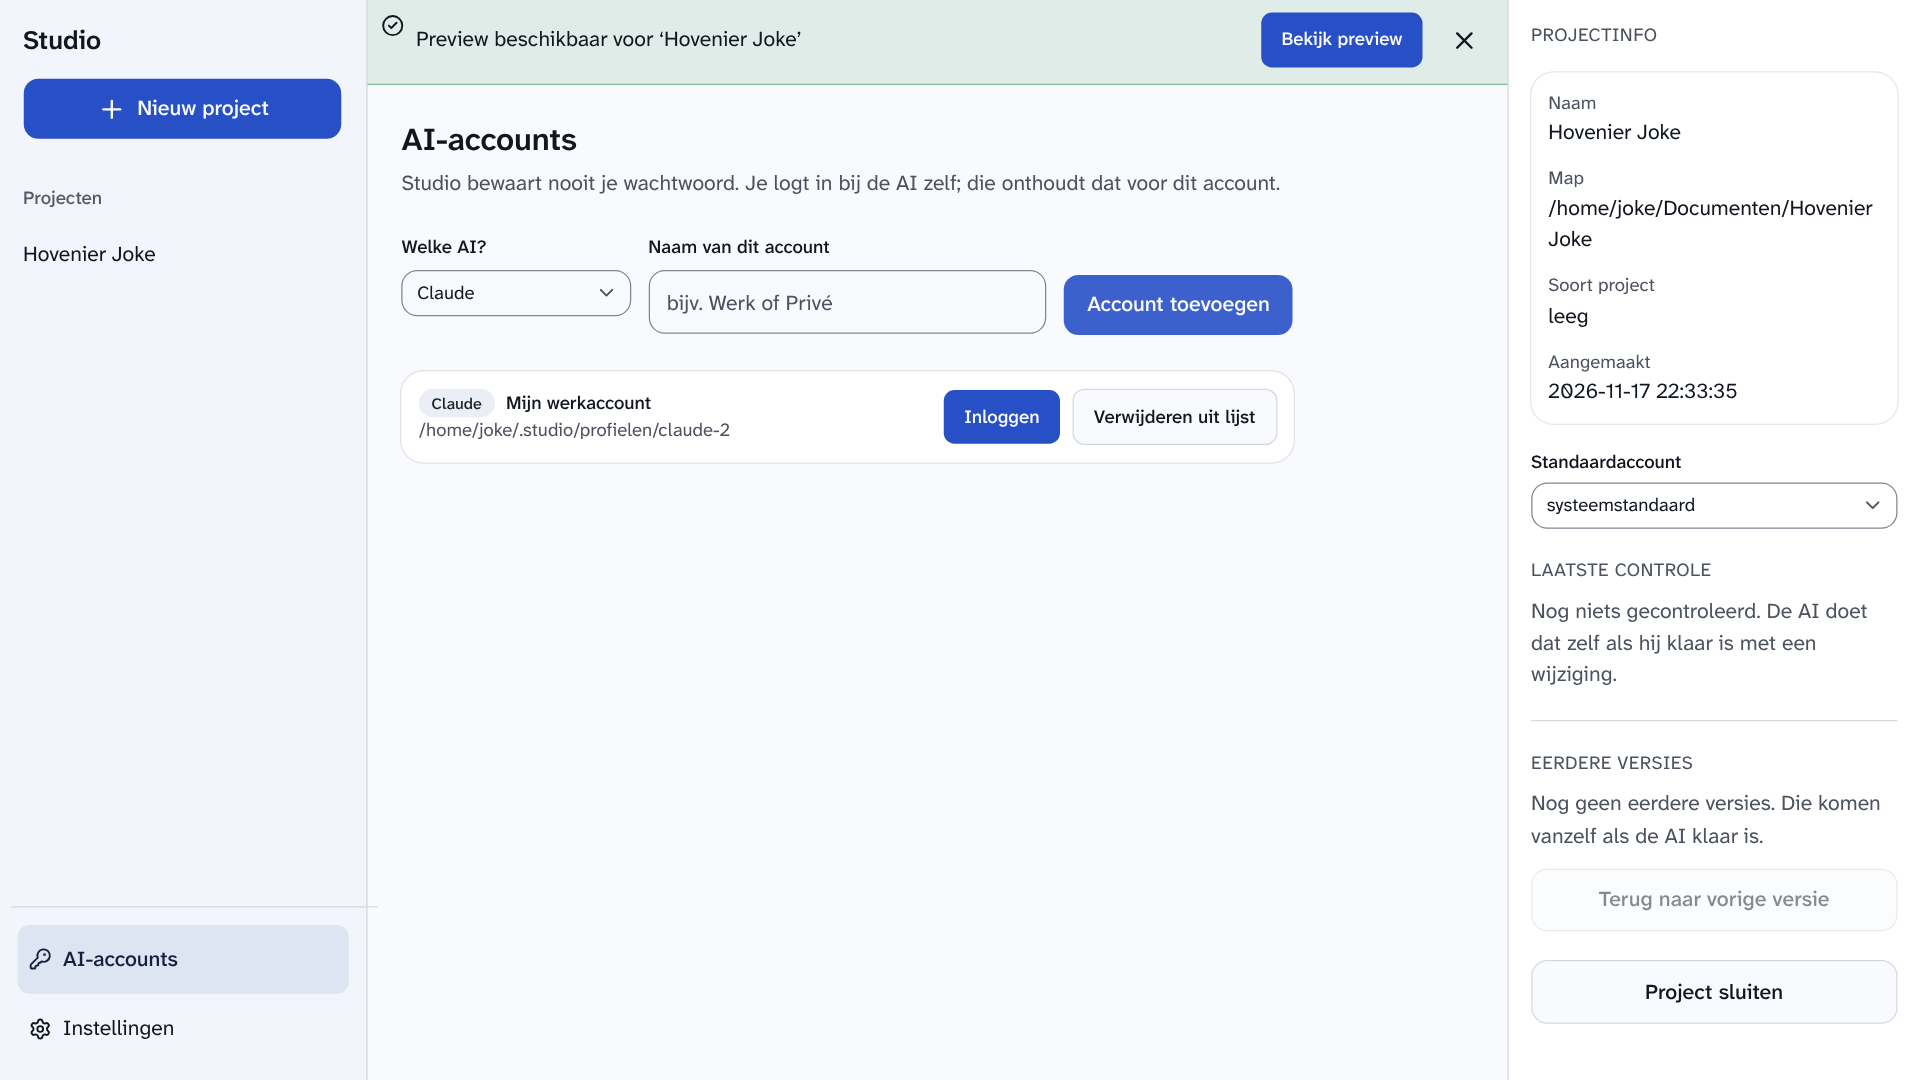 Studio
Nieuw project
Projecten
Hovenier Joke
AI-accounts
Instellingen
Preview beschikbaar voor ‘Hovenier Joke’
Bekijk preview
AI-accounts
Studio bewaart nooit je wachtwoord. Je logt in bij de AI zelf; die onthoudt dat voor dit account.
Welke AI?
Naam van dit account
Claude
bijv. Werk of Privé
Account toevoegen
Claude Mijn werkaccount
/home/joke/.studio/profielen/claude-2
Inloggen
Verwijderen uit lijst
PROJECTINFO
Naam
Hovenier Joke
Map
/home/joke/Documenten/Hovenier
Joke
Soort project
leeg
Aangemaakt
2026-11-17 22:33:35
Standaardaccount
systeemstandaard
LAATSTE CONTROLE
Nog niets gecontroleerd. De AI doet
dat zelf als hij klaar is met een
wijziging.
EERDERE VERSIES
Nog geen eerdere versies. Die komen
vanzelf als de AI klaar is.
Terug naar vorige versie
Project sluiten